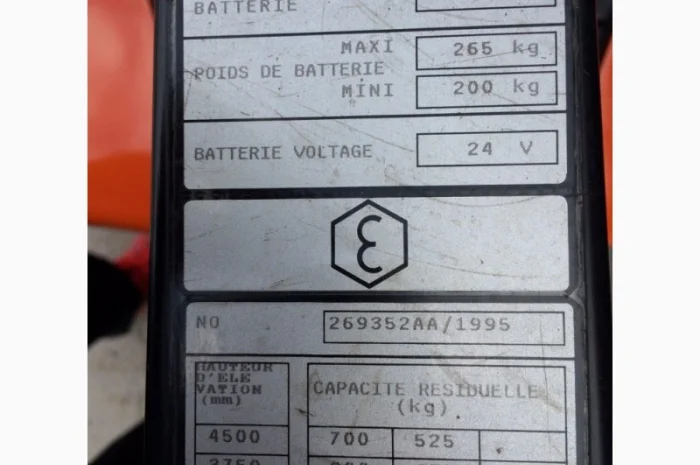 BATTERIE
MAXI 265 kg
POIDS DE BATTERIE
MINI 200 kg
BATTERIE VOLTAGE 24 V
Ɛ
NO 269352AA/1995
HAUTEUR
D'ELE
VATION
(mm)
CAPACITE RESIDUELLE
(kg)
4500 700 525
3750